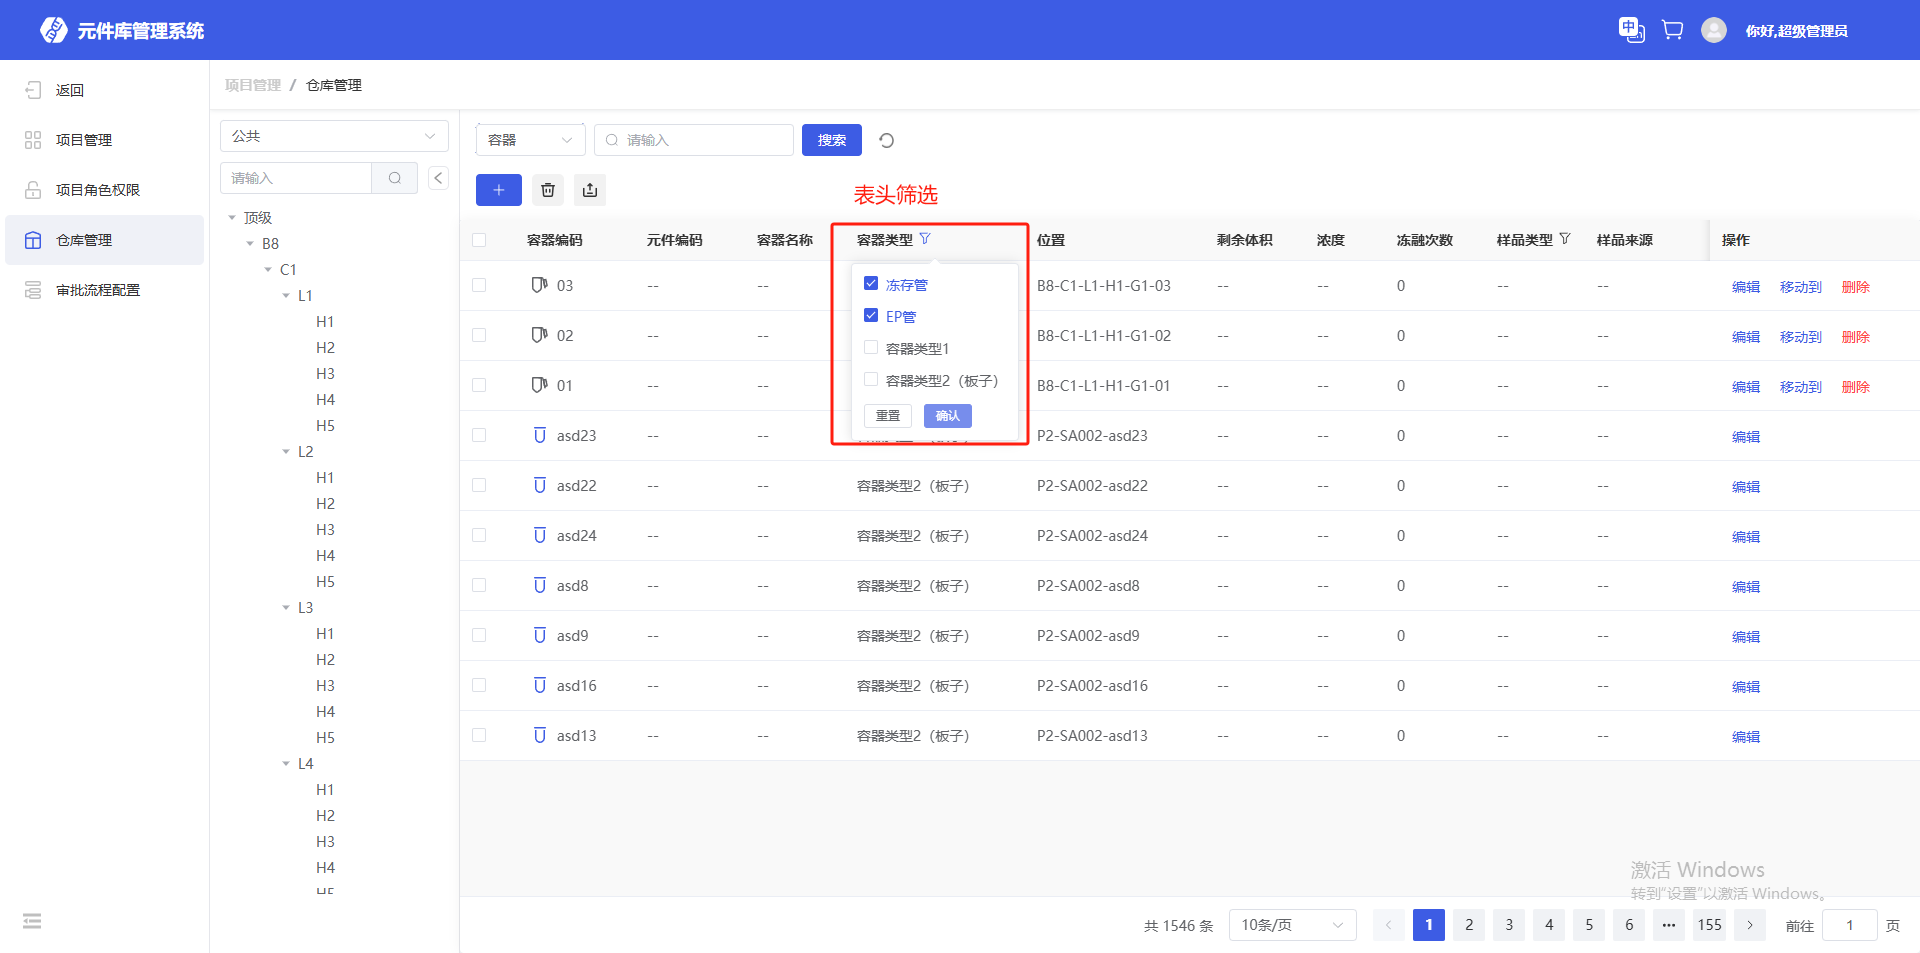 元件库管理系统
中
你好,超级管理员
返回
项目管理
项目角色权限
仓库管理
审批流程配置
项目管理 / 仓库管理
公共
请输入
顶级
B8
C1
L1
H1
H2
H3
H4
H5
L2
H1
H2
H3
H4
H5
L3
H1
H2
H3
H4
H5
L4
H1
H2
H3
H4
H5
容器 请输入 搜索
表头筛选
容器编码 元件编码 容器名称 容器类型 位置 剩余体积 浓度 冻融次数 样品类型 样品来源 操作
03 -- -- B8-C1-L1-H1-G1-03 -- -- 0 -- -- 编辑 移动到 删除
02 -- -- B8-C1-L1-H1-G1-02 -- -- 0 -- -- 编辑 移动到 删除
01 -- -- B8-C1-L1-H1-G1-01 -- -- 0 -- -- 编辑 移动到 删除
冻存管
EP管
容器类型1
容器类型2（板子）
重置 确认
asd23 -- -- P2-SA002-asd23 -- -- 0 -- -- 编辑
asd22 -- -- 容器类型2（板子） P2-SA002-asd22 -- -- 0 -- -- 编辑
asd24 -- -- 容器类型2（板子） P2-SA002-asd24 -- -- 0 -- -- 编辑
asd8 -- -- 容器类型2（板子） P2-SA002-asd8 -- -- 0 -- -- 编辑
asd9 -- -- 容器类型2（板子） P2-SA002-asd9 -- -- 0 -- -- 编辑
asd16 -- -- 容器类型2（板子） P2-SA002-asd16 -- -- 0 -- -- 编辑
asd13 -- -- 容器类型2（板子） P2-SA002-asd13 -- -- 0 -- -- 编辑
激活 Windows
转到“设置”以激活 Windows。
共 1546 条 10条/页 1 2 3 4 5 6 ··· 155 前往 1 页